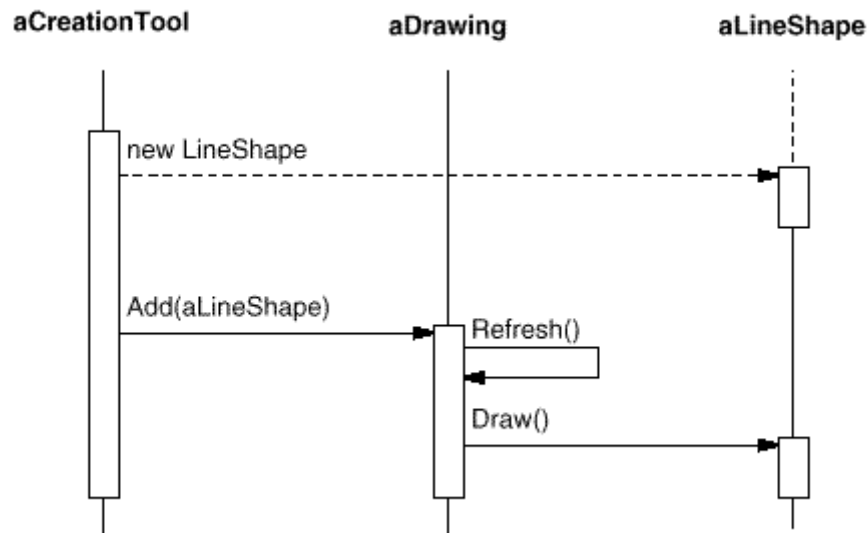 aCreationTool
aDrawing
aLineShape
new LineShape
Add(aLineShape)
Refresh()
Draw()